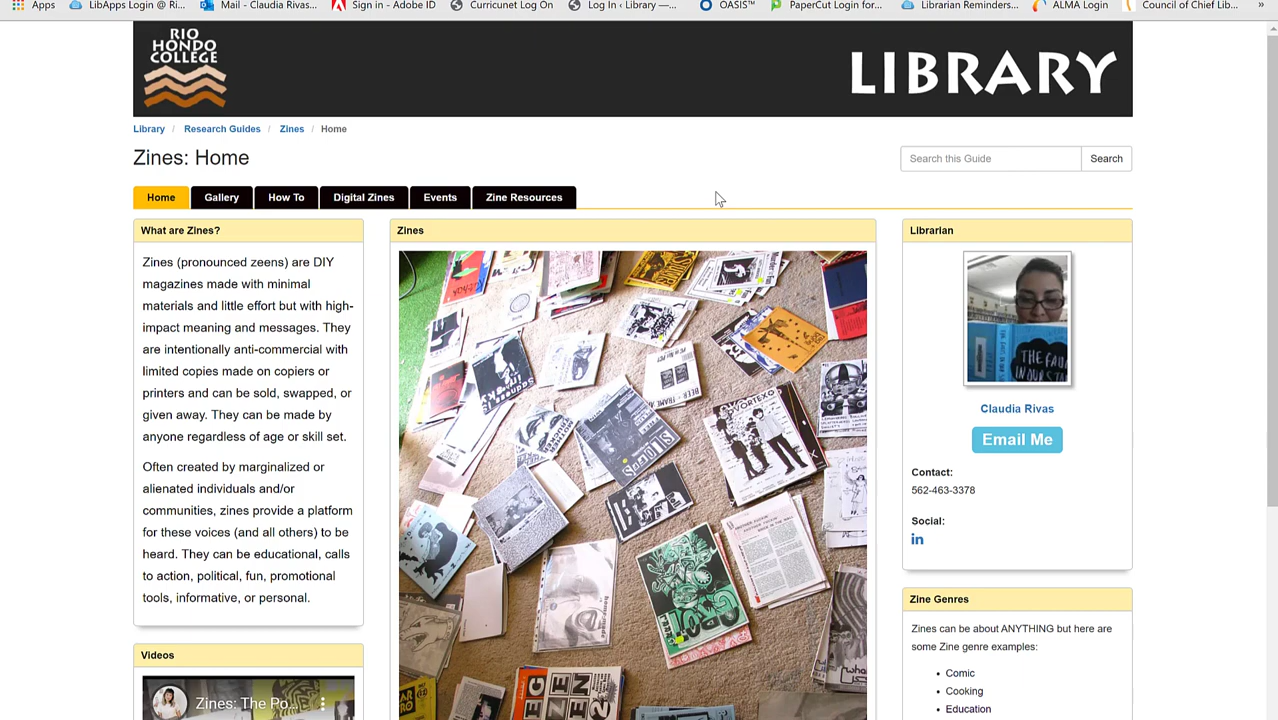 Apps LibApps Login @ Ri... Mail - Claudia Rivas... Sign in - Adobe ID Curricunet Log On Log In ‹ Library —... OASIS™ PaperCut Login for... Librarian Reminders... ALMA Login Council of Chief Lib... »
RIO
HONDO
COLLEGE
LIBRARY
Library / Research Guides / Zines / Home
Zines: Home
Search this Guide Search
Home Gallery How To Digital Zines Events Zine Resources
What are Zines?
Zines (pronounced zeens) are DIY
magazines made with minimal
materials and little effort but with high-
impact meaning and messages. They
are intentionally anti-commercial with
limited copies made on copiers or
printers and can be sold, swapped, or
given away. They can be made by
anyone regardless of age or skill set.
Often created by marginalized or
alienated individuals and/or
communities, zines provide a platform
for these voices (and all others) to be
heard. They can be educational, calls
to action, political, fun, promotional
tools, informative, or personal.
Videos
Zines: The Po...
Zines
VORTEXO
Librarian
THE FAU
IN OUR STA
Claudia Rivas
Email Me
Contact:
562-463-3378
Social:
in
Zine Genres
Zines can be about ANYTHING but here are
some Zine genre examples:
• Comic
• Cooking
• Education